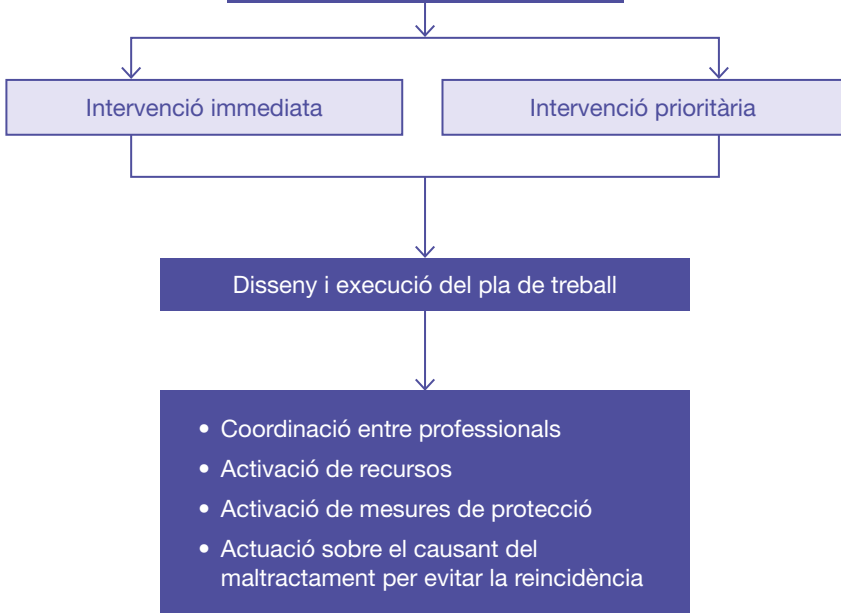 Intervenció immediata
Intervenció prioritària
Disseny i execució del pla de treball
• Coordinació entre professionals
• Activació de recursos
• Activació de mesures de protecció
• Actuació sobre el causant del
maltractament per evitar la reincidència